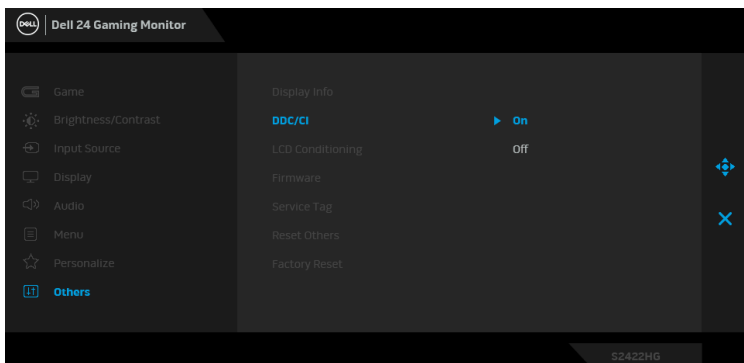 DELL
Dell 24 Gaming Monitor
Game
Display Info
Brightness/Contrast
DDC/CI
On
Input Source
LCD Conditioning
Off
Display
Firmware
Audio
Service Tag
Menu
Reset Others
Personalize
Factory Reset
Others
S2422HG